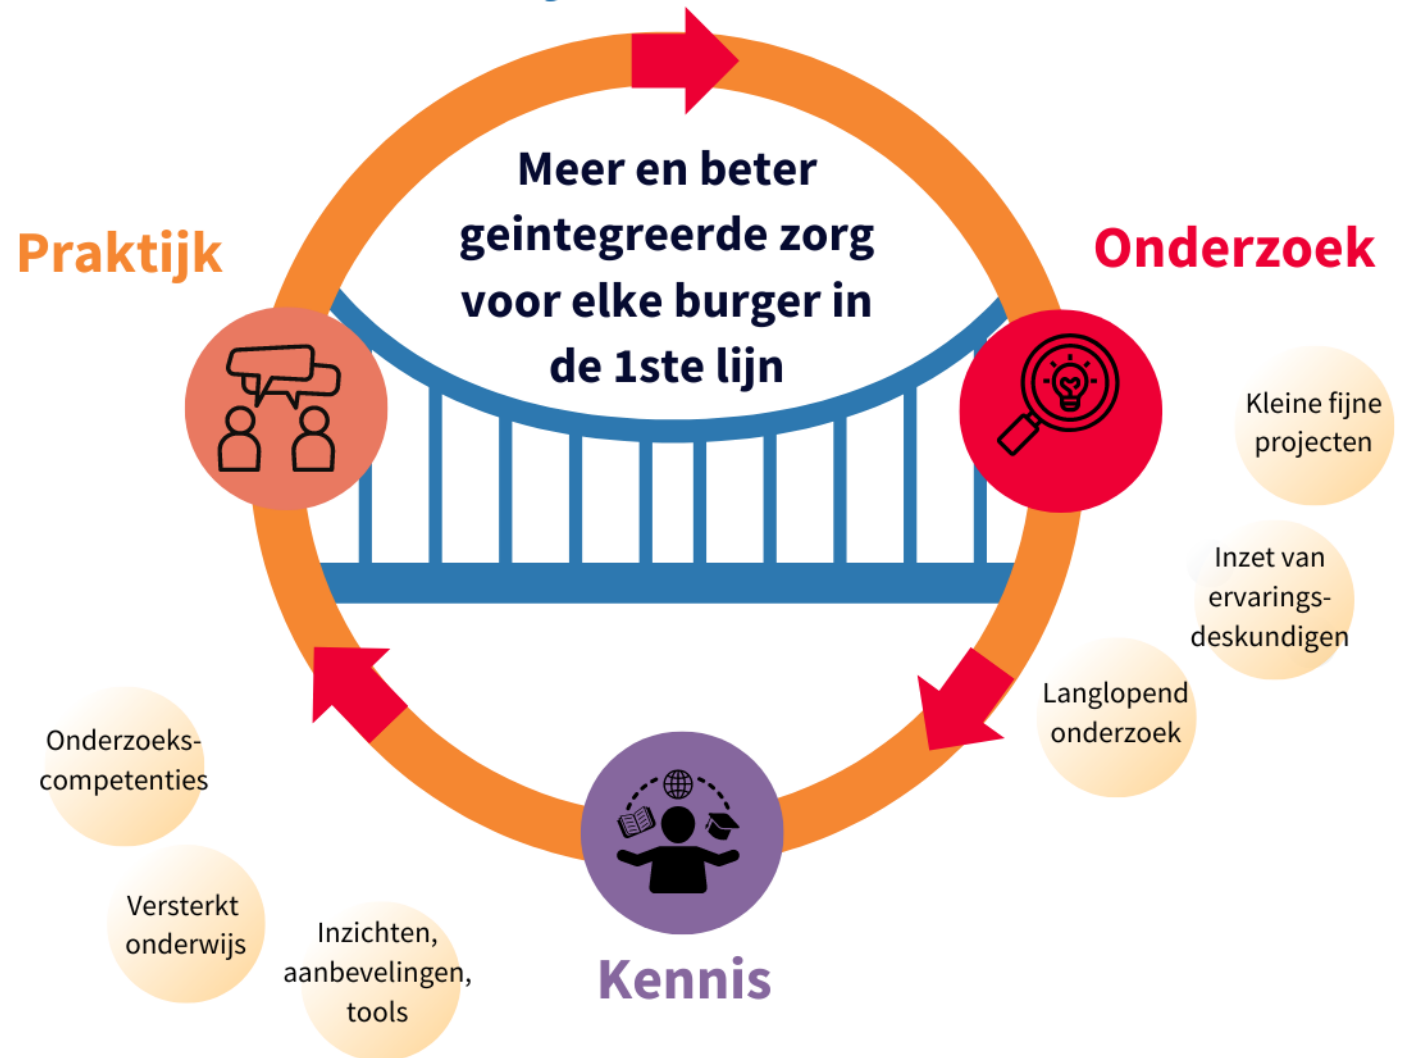 Meer en beter
geintegreerde zorg
voor elke burger in
de 1ste lijn
Praktijk
Onderzoek
Kleine fijne
projecten
Inzet van
ervarings-
deskundigen
Langlopend
onderzoek
Onderzoeks-
competenties
Versterkt
onderwijs
Inzichten,
aanbevelingen,
tools
Kennis